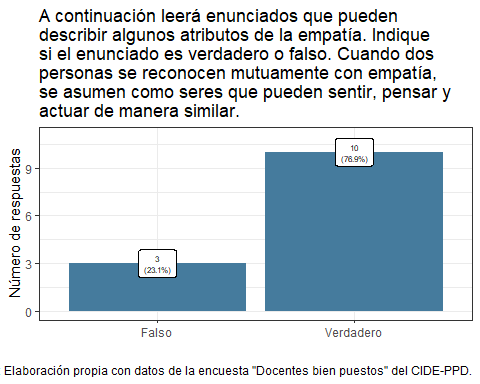 A continuación leerá enunciados que pueden
describir algunos atributos de la empatía. Indique
si el enunciado es verdadero o falso. Cuando dos
personas se reconocen mutuamente con empatía,
se asumen como seres que pueden sentir, pensar y
actuar de manera similar.
Número de respuestas
9
6
3
0
10
(76.9%)
3
(23.1%)
Falso
Verdadero
Elaboración propia con datos de la encuesta "Docentes bien puestos" del CIDE-PPD.